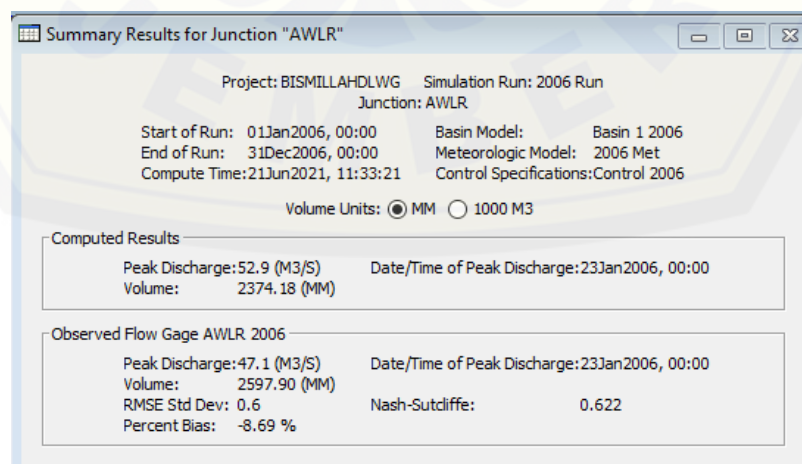 Summary Results for Junction "AWLR"
Project: BISMILLAHDLWG Simulation Run: 2006 Run
Junction: AWLR
Start of Run: 01Jan2006, 00:00 Basin Model: Basin 1 2006
End of Run: 31Dec2006, 00:00 Meteorologic Model: 2006 Met
Compute Time:21Jun2021, 11:33:21 Control Specifications:Control 2006
Volume Units: MM 1000 M3
Computed Results
Peak Discharge:52.9 (M3/S) Date/Time of Peak Discharge:23Jan2006, 00:00
Volume: 2374.18 (MM)
Observed Flow Gage AWLR 2006
Peak Discharge:47.1 (M3/S) Date/Time of Peak Discharge:23Jan2006, 00:00
Volume: 2597.90 (MM)
RMSE Std Dev: 0.6 Nash-Sutcliffe: 0.622
Percent Bias: -8.69 %